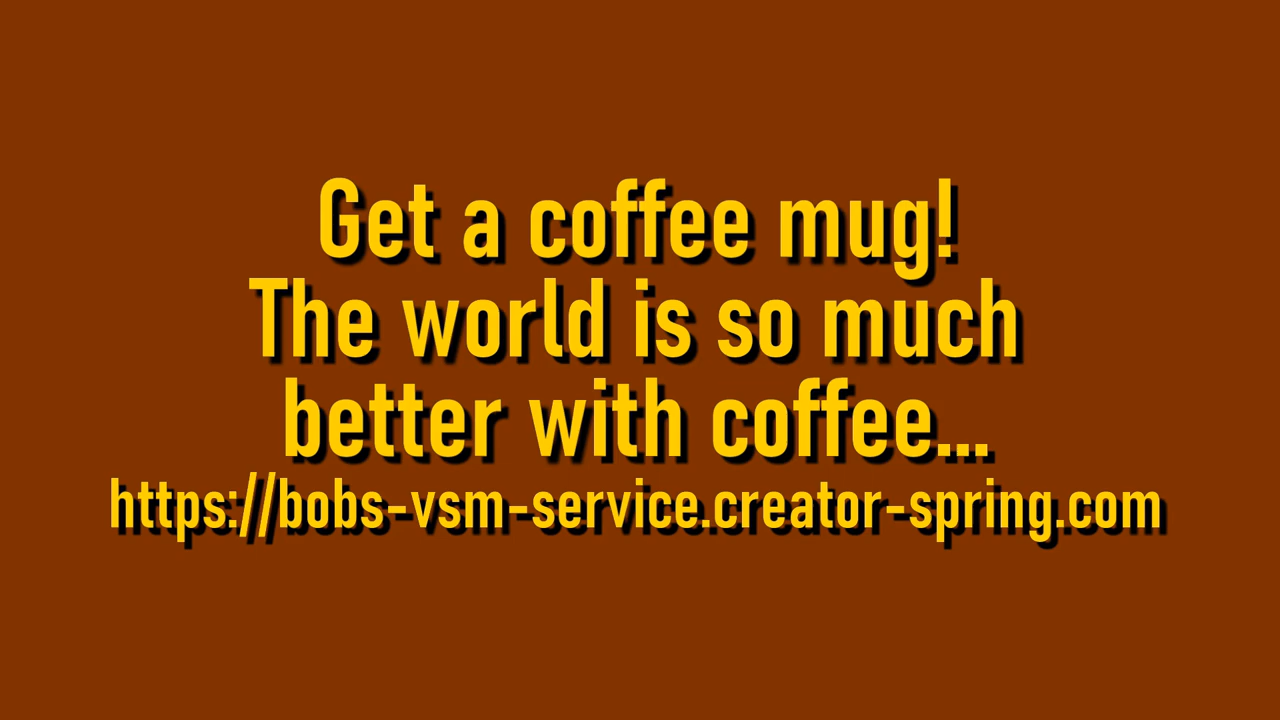 Get a coffee mug!
The world is so much
better with coffee...
https://bobs-vsm-service.creator-spring.com